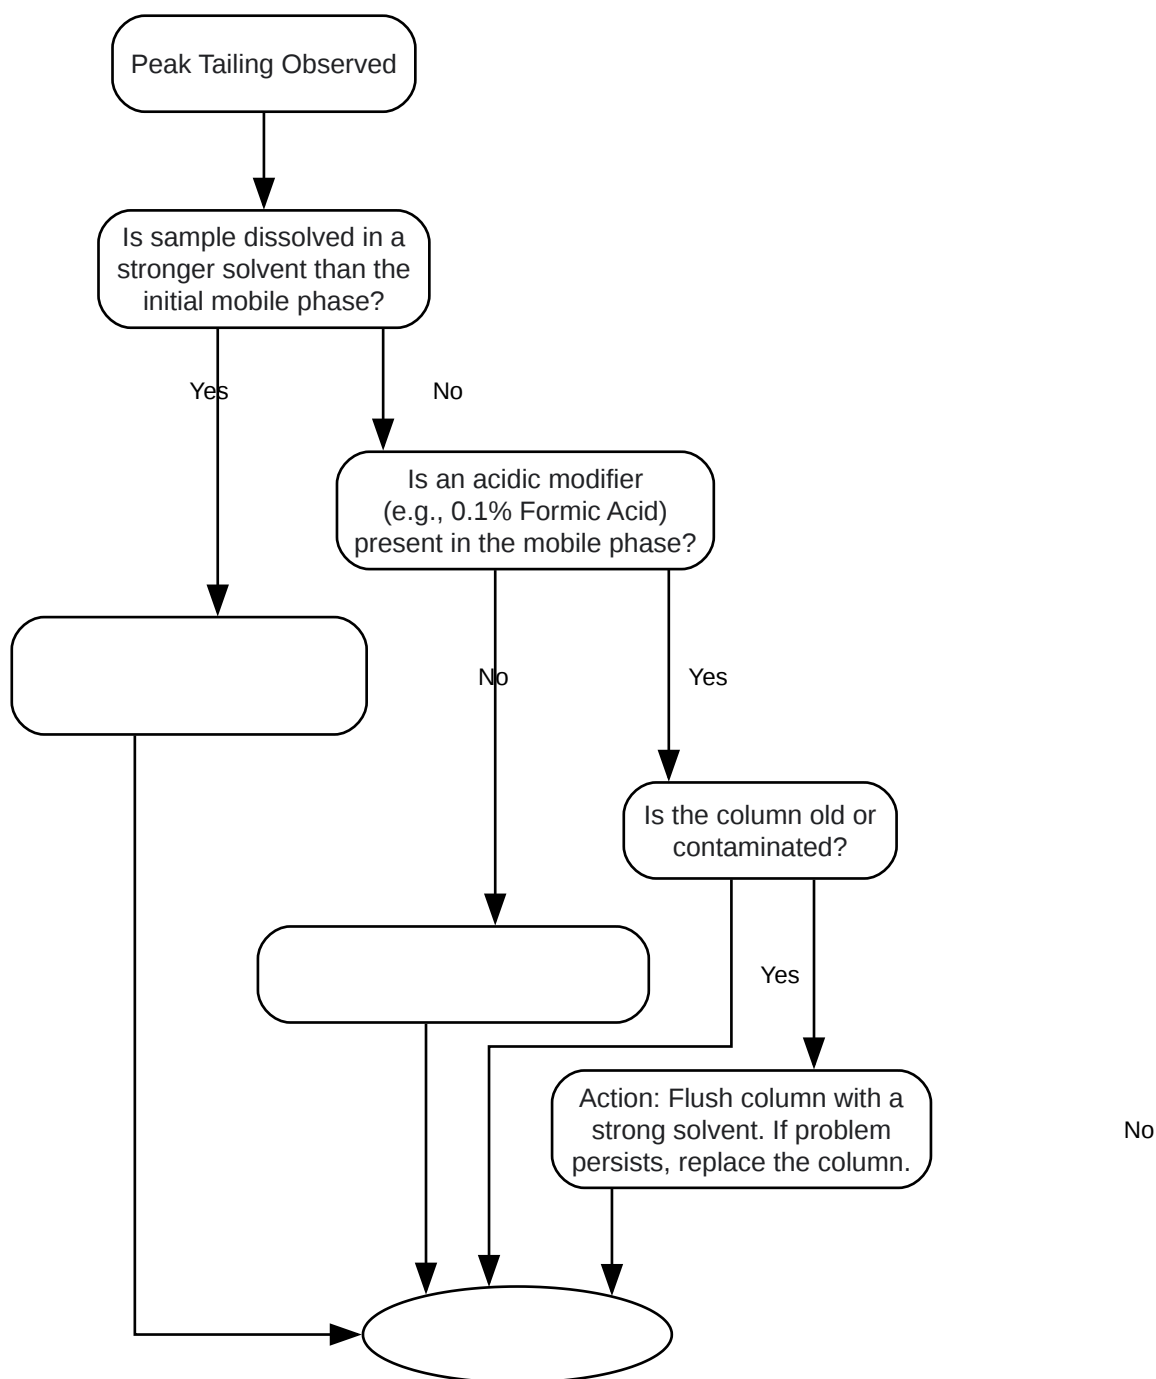 Peak Tailing Observed
Is sample dissolved in a
stronger solvent than the
initial mobile phase?
Yes
No
Is an acidic modifier
(e.g., 0.1% Formic Acid)
present in the mobile phase?
No
Yes
Is the column old or
contaminated?
Yes
Action: Flush column with a
strong solvent. If problem
persists, replace the column.
No